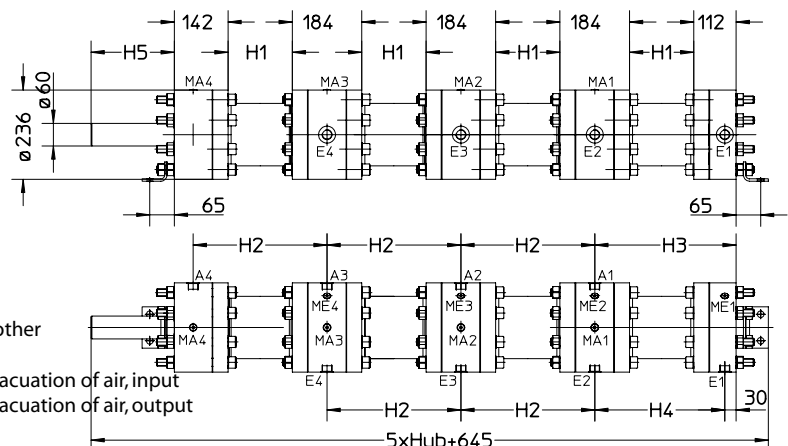 142 184 184 184 112
H5 H1 H1 H1 H1
MA4 MA3 MA2 MA1
ø60
ø 236
E4 E3 E2 E1
65 65
H2 H2 H2 H3
A4 A3 A2 A1
ME4 ME3 ME2 ME1
other
MA4 MA3 MA2 MA1
acuation of air, input
E4 E3 E2 E1
acuation of air, output
30
H2 H2 H4
5xHub+645